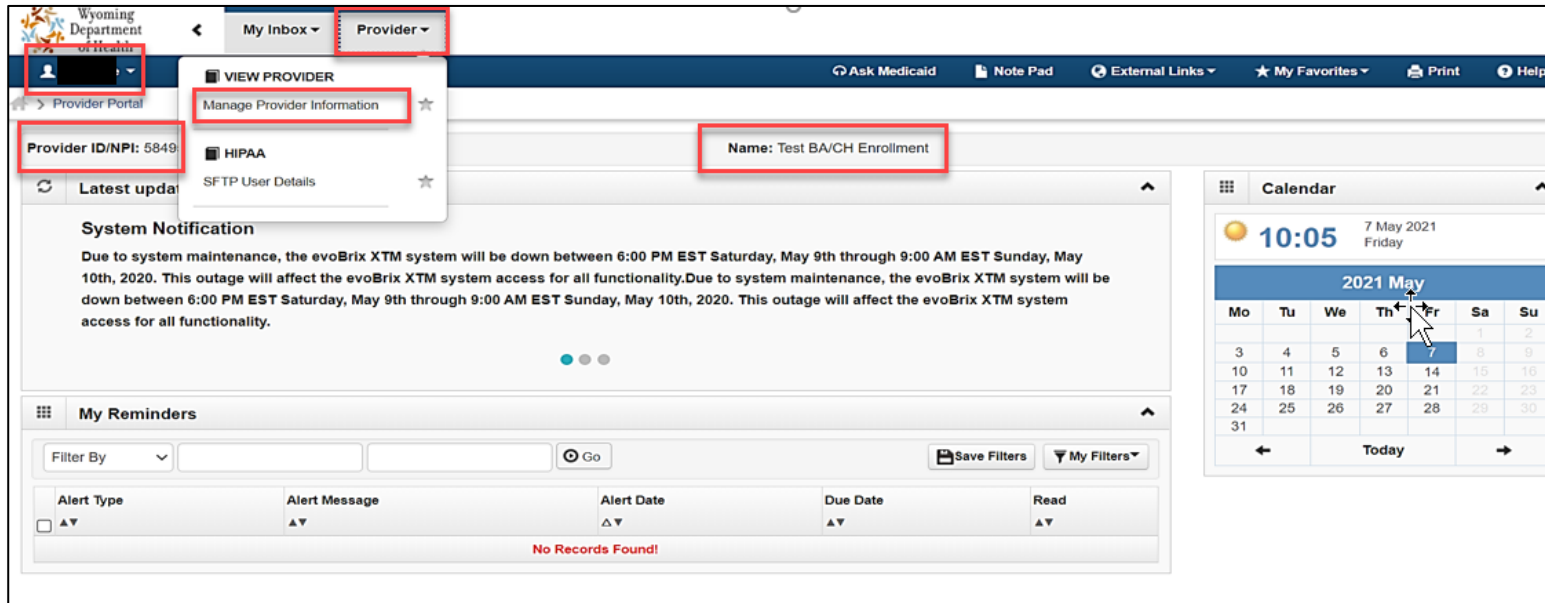 Wyoming
Department
of Health
My Inbox
Provider
Ask Medicaid
Note Pad
External Links
My Favorites
Print
Help
Provider Portal
VIEW PROVIDER
Manage Provider Information
HIPAA
SFTP User Details
Provider ID/NPI: 5849
Name: Test BA/CH Enrollment
Latest updat
System Notification
Due to system maintenance, the evoBrix XTM system will be down between 6:00 PM EST Saturday, May 9th through 9:00 AM EST Sunday, May
10th, 2020. This outage will affect the evoBrix XTM system access for all functionality.Due to system maintenance, the evoBrix XTM system will be
down between 6:00 PM EST Saturday, May 9th through 9:00 AM EST Sunday, May 10th, 2020. This outage will affect the evoBrix XTM system
access for all functionality.
Calendar
10:05
7 May 2021
Friday
2021 May
Mo Tu We Th Fr Sa Su
1 2
3 4 5 6 7 8 9
10 11 12 13 14 15 16
17 18 19 20 21 22 23
24 25 26 27 28 29 30
31
Today
My Reminders
Filter By
Go
Save Filters
My Filters
Alert Type Alert Message Alert Date Due Date Read
No Records Found!